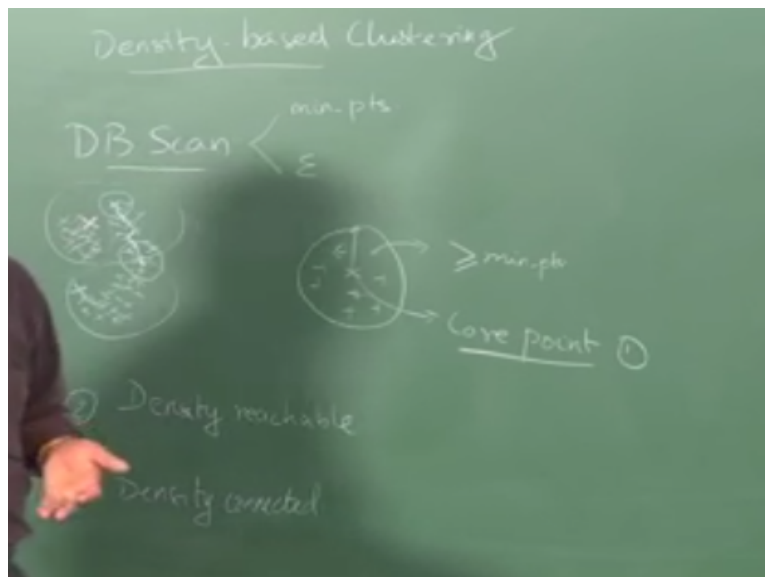 Density-based Clustering
min-pts
DB Scan
ε
≥ min-pts
Core point ①
② Density reachable
Density connected